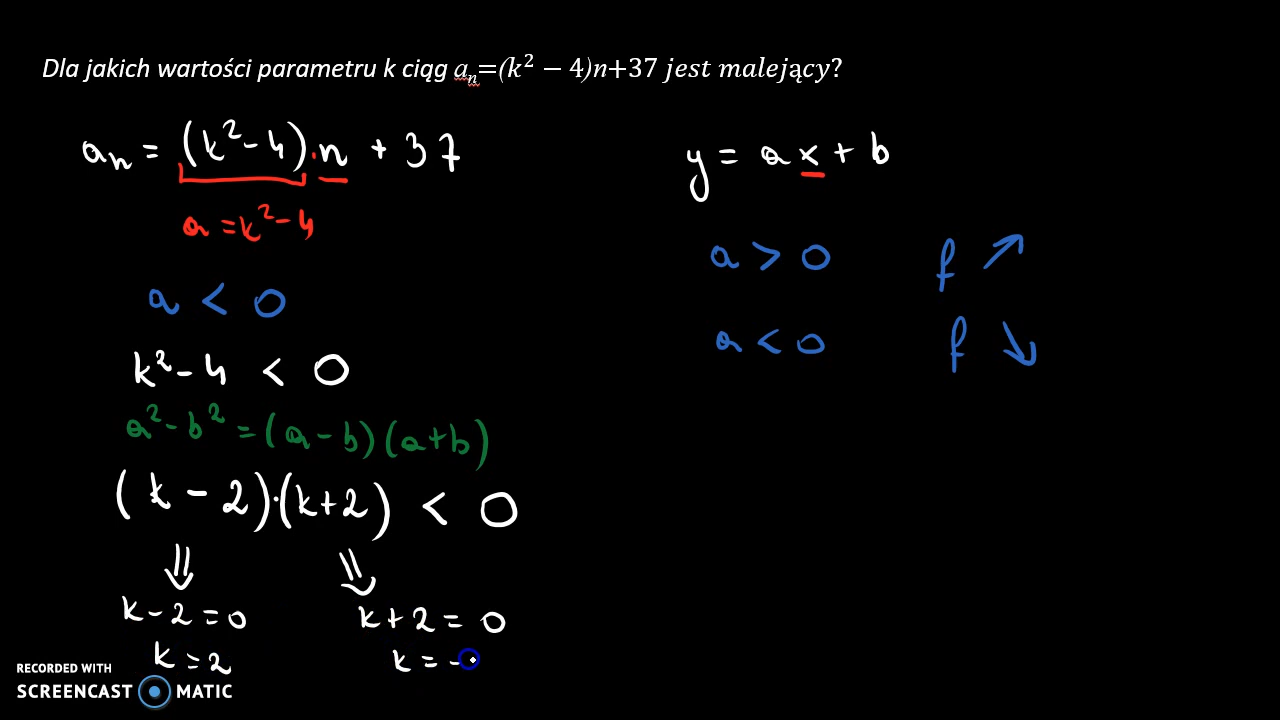 Dla jakich wartości parametru k ciąg aₙ=(k² − 4)n+37 jest malejący?
aₙ = (k²-4)·n + 37
a = k²-4
a < 0
k²-4 < 0
a²-b² = (a-b)(a+b)
(k-2)·(k+2) < 0
⇓ ⇓
k-2=0 k+2=0
k=2 k=-
y = ax+b
a > 0 f ↗
a < 0 f ↘
RECORDED WITH
SCREENCAST MATIC